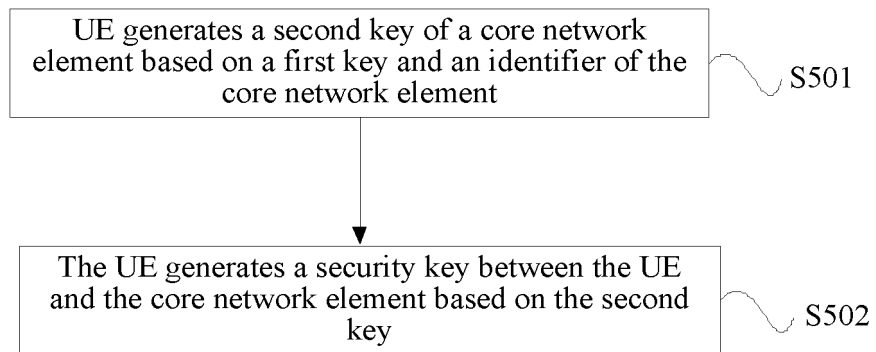 UE generates a second key of a core network
element based on a first key and an identifier of the
core network element
S501
The UE generates a security key between the UE
and the core network element based on the second
key
S502